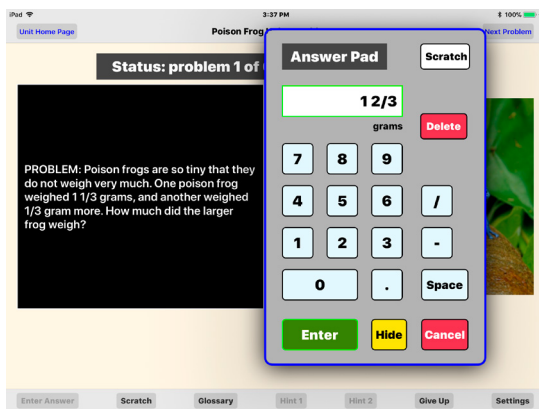 iPad 3:37 PM 100%
Unit Home Page Poison Frog Next Problem
Status: problem 1 of
PROBLEM: Poison frogs are so tiny that they
do not weigh very much. One poison frog
weighed 1 1/3 grams, and another weighed
1/3 gram more. How much did the larger
frog weigh?
Answer Pad Scratch
1 2/3
grams Delete
7 8 9
4 5 6 /
1 2 3 -
0 . Space
Enter Hide Cancel
Enter Answer Scratch Glossary Hint 1 Hint 2 Give Up Settings